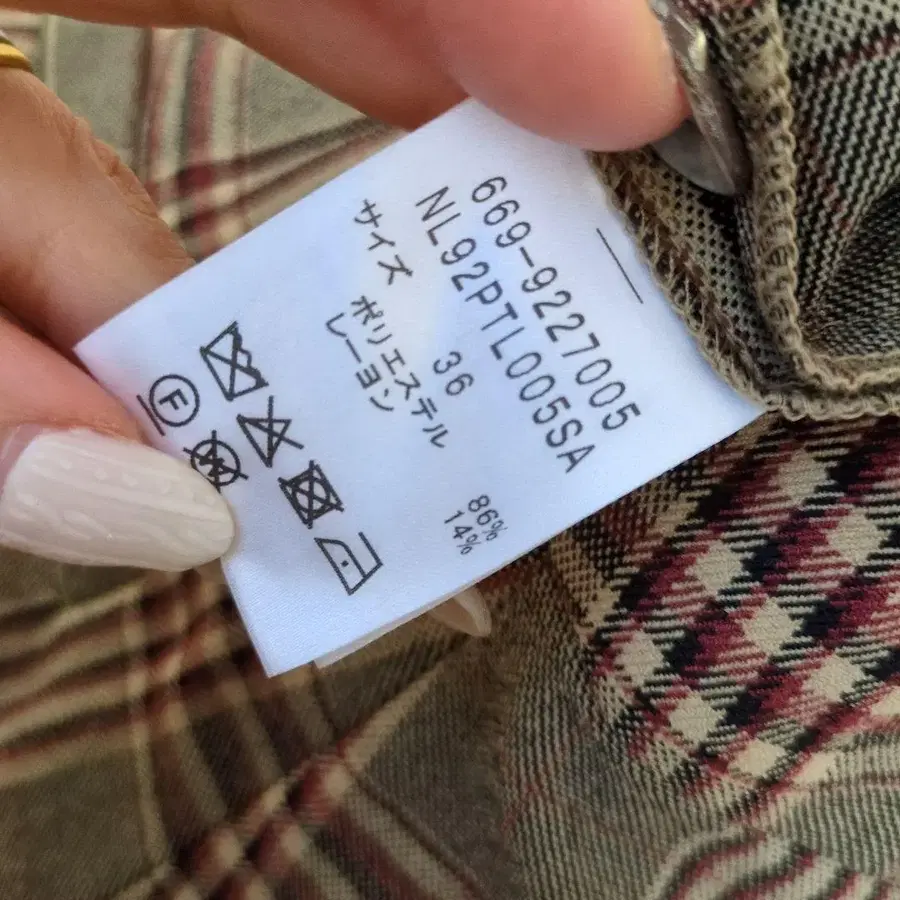 669-9227005
NL92PTL005SA
サイズ 36
ポリエステル 86%
レーヨン 14%
F
W